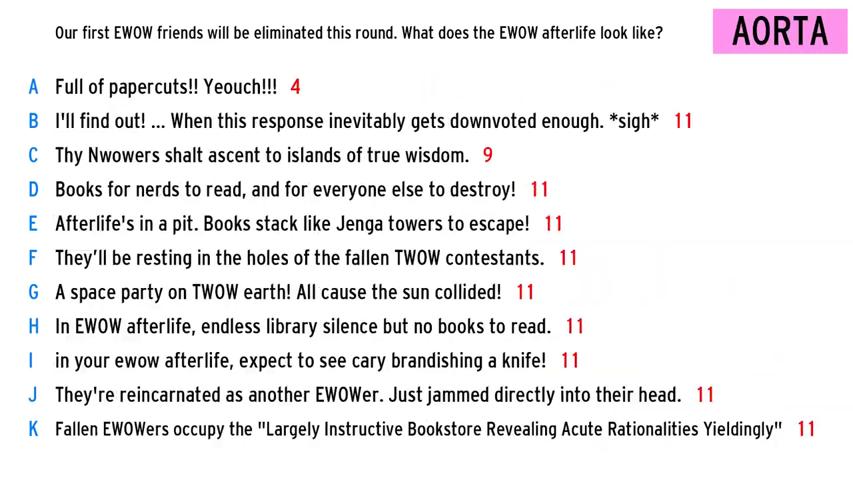 Our first EWOW friends will be eliminated this round. What does the EWOW afterlife look like?
AORTA
A Full of papercuts!! Yeouch!!! 4
B I'll find out! ... When this response inevitably gets downvoted enough. *sigh* 11
C Thy Nwowers shalt ascent to islands of true wisdom. 9
D Books for nerds to read, and for everyone else to destroy! 11
E Afterlife's in a pit. Books stack like Jenga towers to escape! 11
F They’ll be resting in the holes of the fallen TWOW contestants. 11
G A space party on TWOW earth! All cause the sun collided! 11
H In EWOW afterlife, endless library silence but no books to read. 11
I in your ewow afterlife, expect to see cary brandishing a knife! 11
J They're reincarnated as another EWOWer. Just jammed directly into their head. 11
K Fallen EWOWers occupy the "Largely Instructive Bookstore Revealing Acute Rationalities Yieldingly" 11